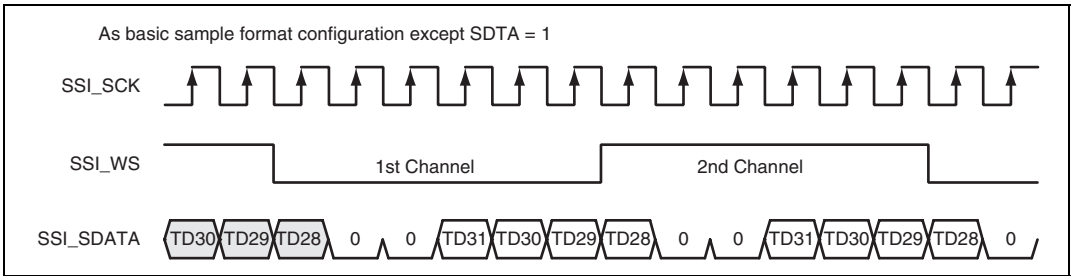 As basic sample format configuration except SDTA = 1
SSI_SCK
SSI_WS
1st Channel
2nd Channel
SSI_SDATA
TD30 TD29 TD28 0 0 TD31 TD30 TD29 TD28 0 0 TD31 TD30 TD29 TD28 0